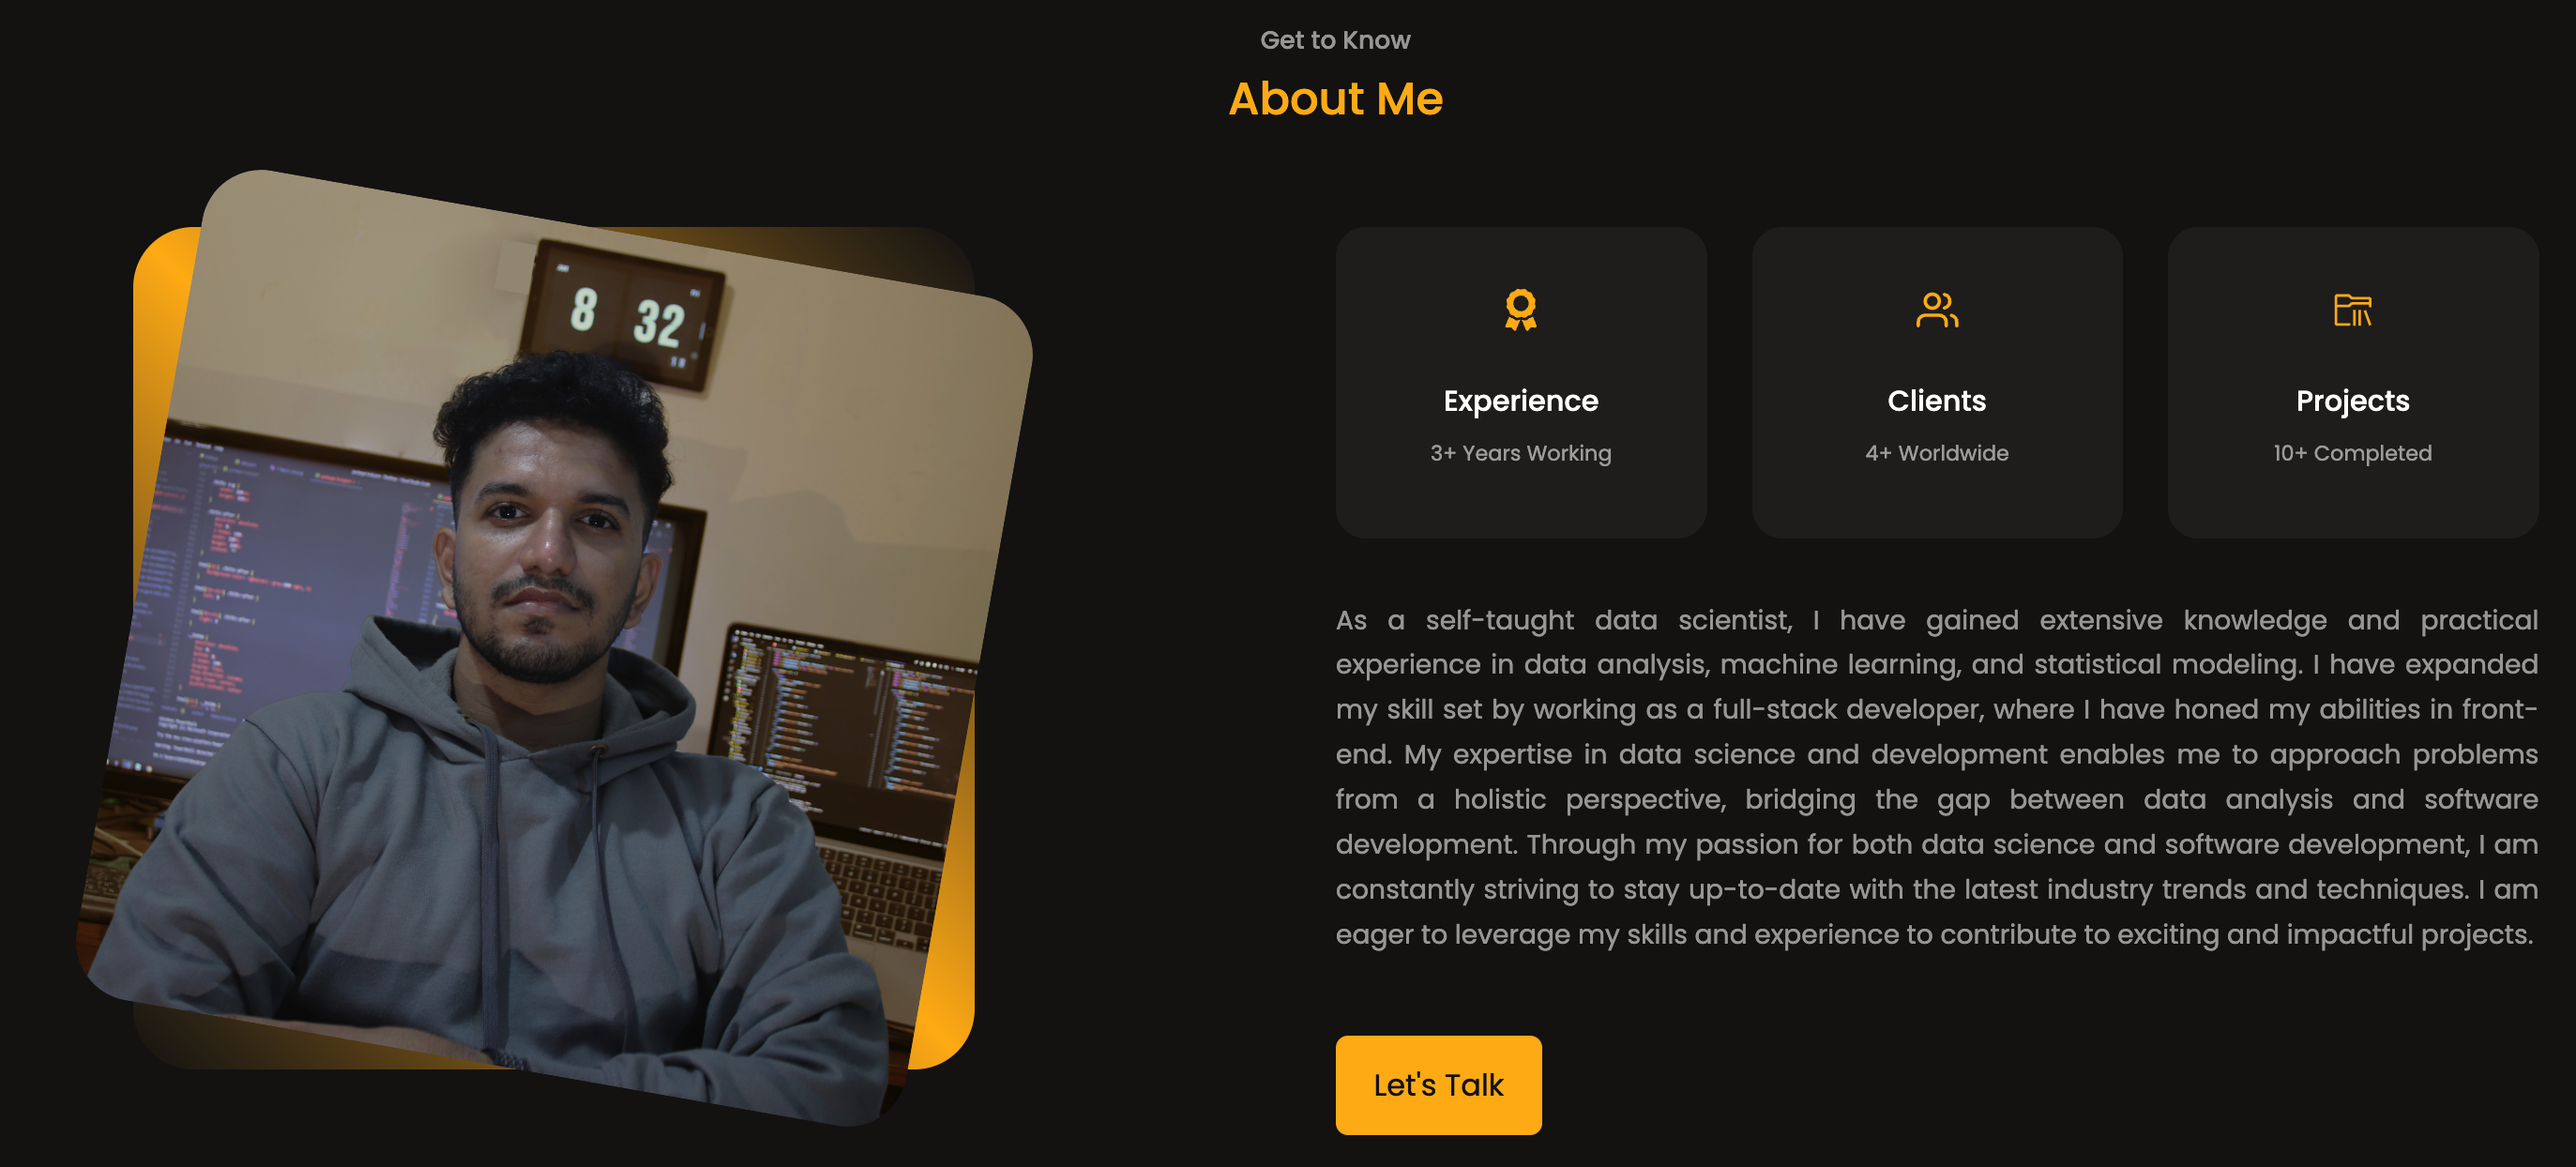 Get to Know
About Me
8 32
Experience
3+ Years Working
Clients
4+ Worldwide
Projects
10+ Completed
As a self-taught data scientist, I have gained extensive knowledge and practical
experience in data analysis, machine learning, and statistical modeling. I have expanded
my skill set by working as a full-stack developer, where I have honed my abilities in front-
end. My expertise in data science and development enables me to approach problems
from a holistic perspective, bridging the gap between data analysis and software
development. Through my passion for both data science and software development, I am
constantly striving to stay up-to-date with the latest industry trends and techniques. I am
eager to leverage my skills and experience to contribute to exciting and impactful projects.
Let's Talk